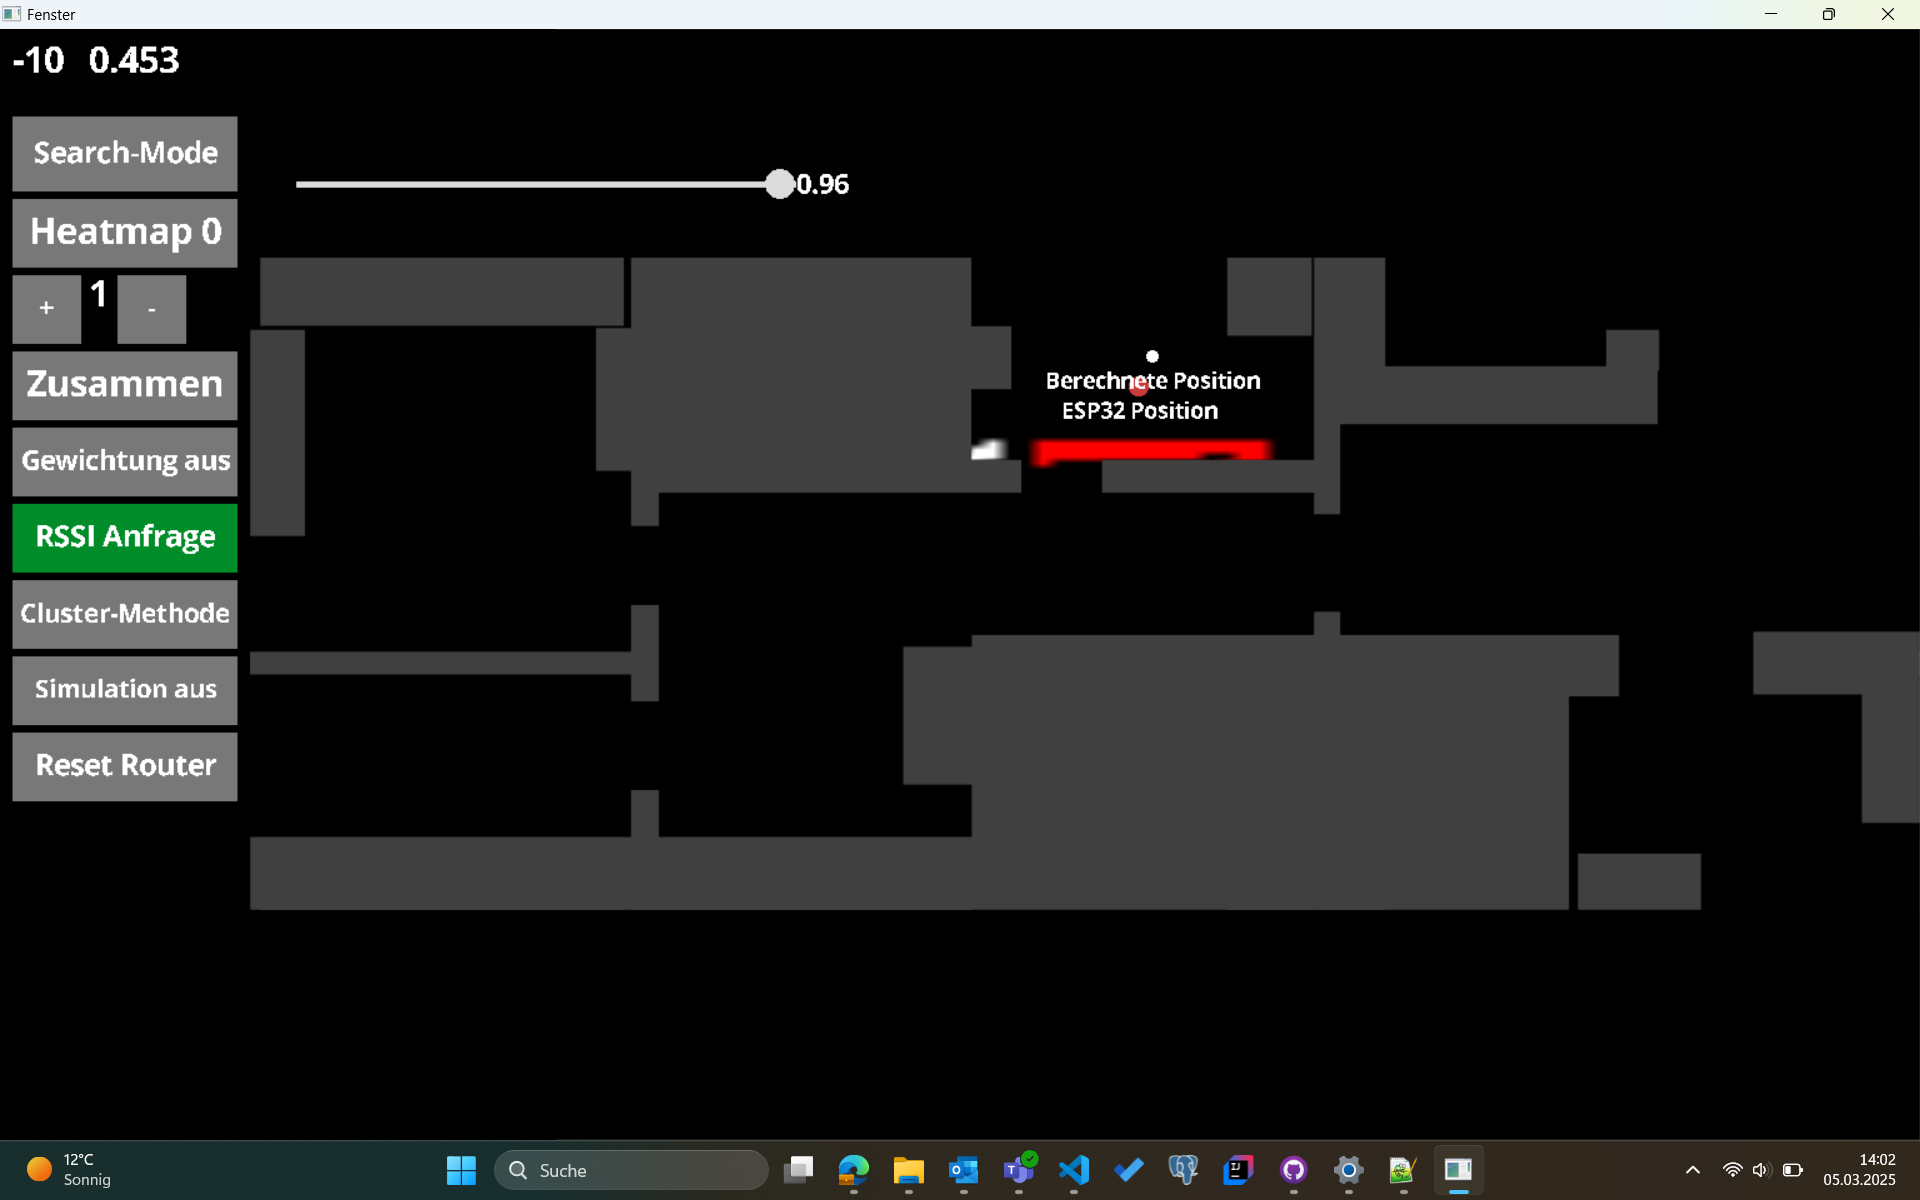 Fenster
-10 0.453
Search-Mode
0.96
Heatmap 0
+ 1 -
Zusammen
Berechnete Position
ESP32 Position
Gewichtung aus
RSSI Anfrage
Cluster-Methode
Simulation aus
Reset Router
12°C
Sonnig
Suche
14:02
05.03.2025